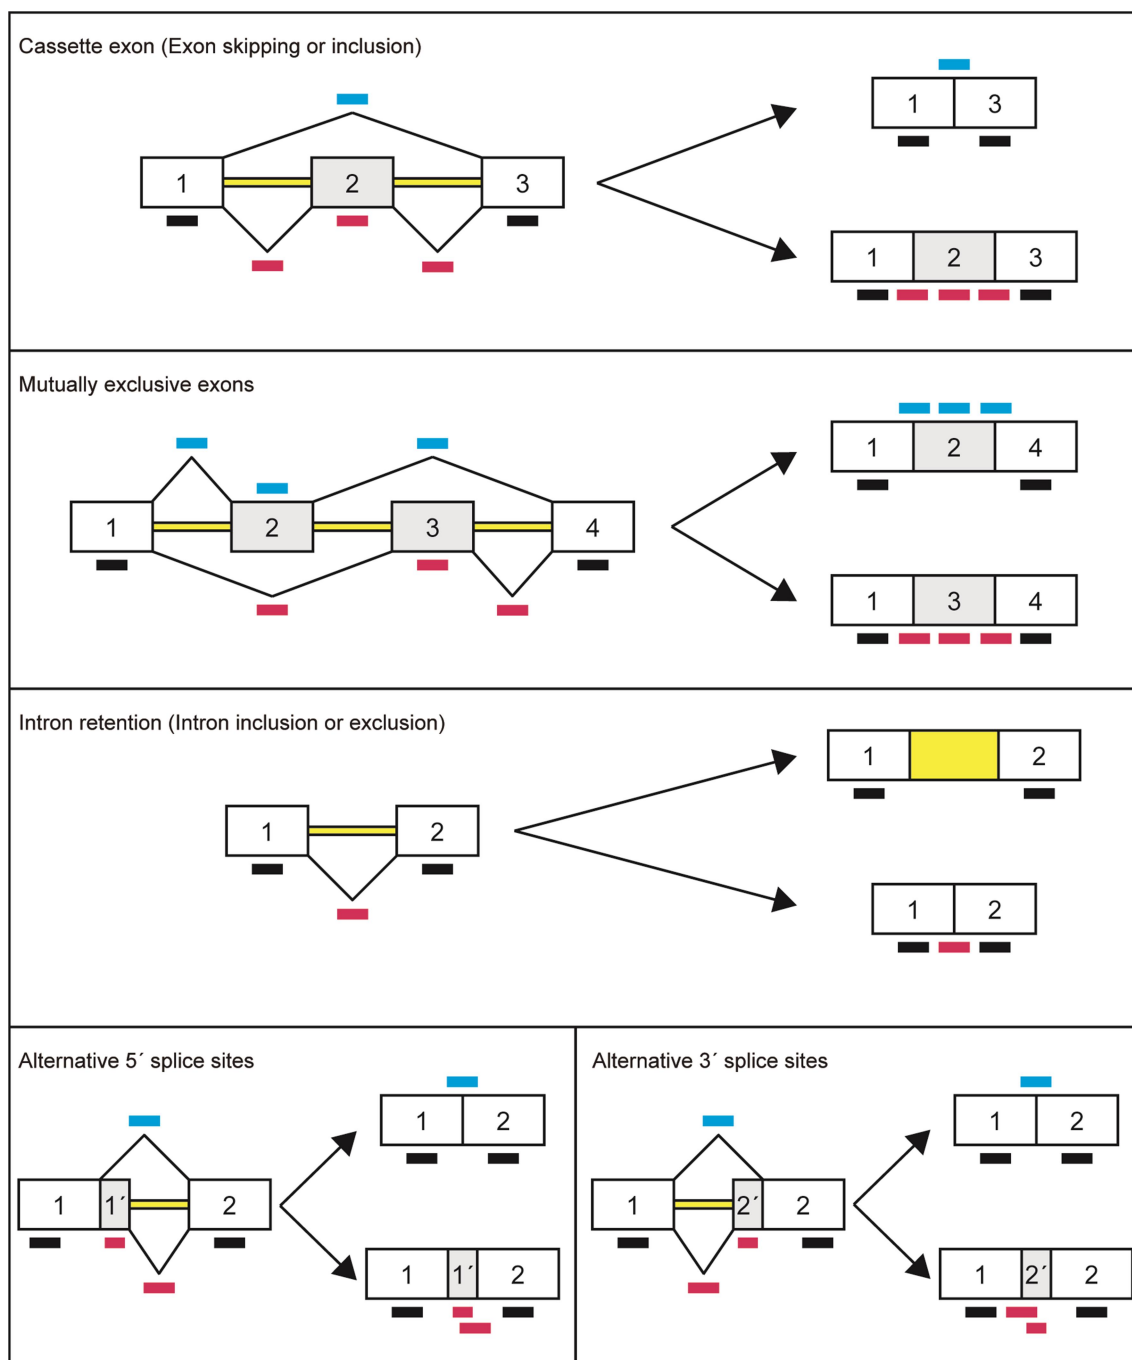 Cassette exon (Exon skipping or inclusion)
1 3
1 2 3
1 2 3
Mutually exclusive exons
1 2 4
1 2 3 4
1 3 4
Intron retention (Intron inclusion or exclusion)
1 2
1 2
1 2
Alternative 5´ splice sites
1 2
1 1´ 2
1 1´ 2
Alternative 3´ splice sites
1 2
1 2´ 2
1 2´ 2